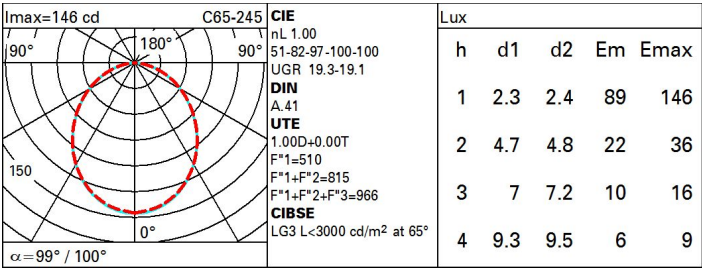 Imax=146 cd C65-245
90° 180° 90°
150
0°
α=99° / 100°
CIE
nL 1.00
51-82-97-100-100
UGR 19.3-19.1
DIN
A.41
UTE
1.00D+0.00T
F"1=510
F"1+F"2=815
F"1+F"2+F"3=966
CIBSE
LG3 L<3000 cd/m² at 65°
Lux
h d1 d2 Em Emax
1 2.3 2.4 89 146
2 4.7 4.8 22 36
3 7 7.2 10 16
4 9.3 9.5 6 9